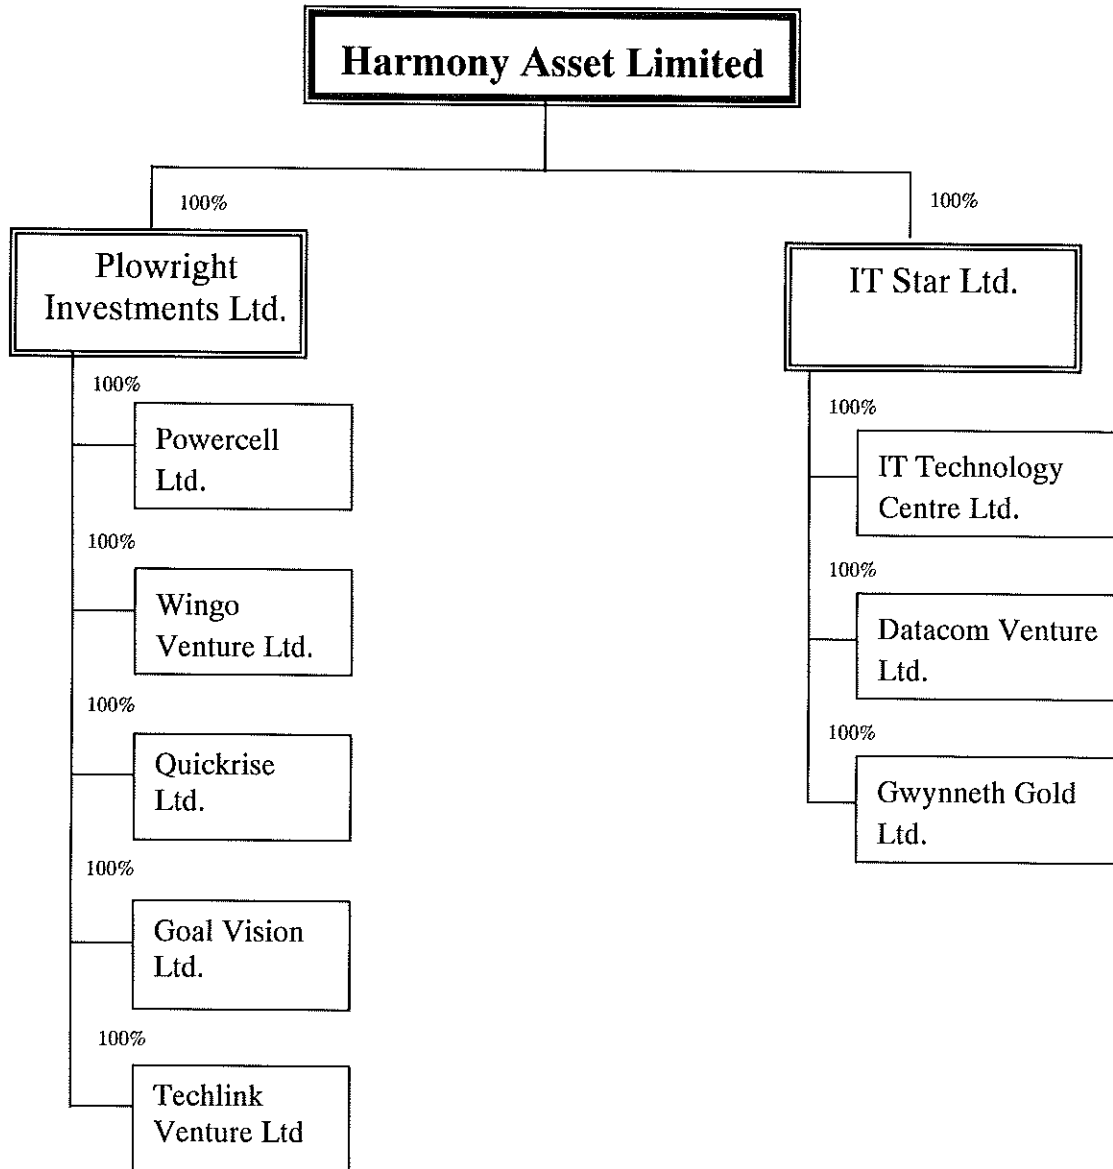 Harmony Asset Limited
100%
100%
Plowright
Investments Ltd.
IT Star Ltd.
100%
Powercell
Ltd.
100%
Wingo
Venture Ltd.
100%
Quickrise
Ltd.
100%
Goal Vision
Ltd.
100%
Techlink
Venture Ltd
100%
IT Technology
Centre Ltd.
100%
Datacom Venture
Ltd.
100%
Gwynneth Gold
Ltd.